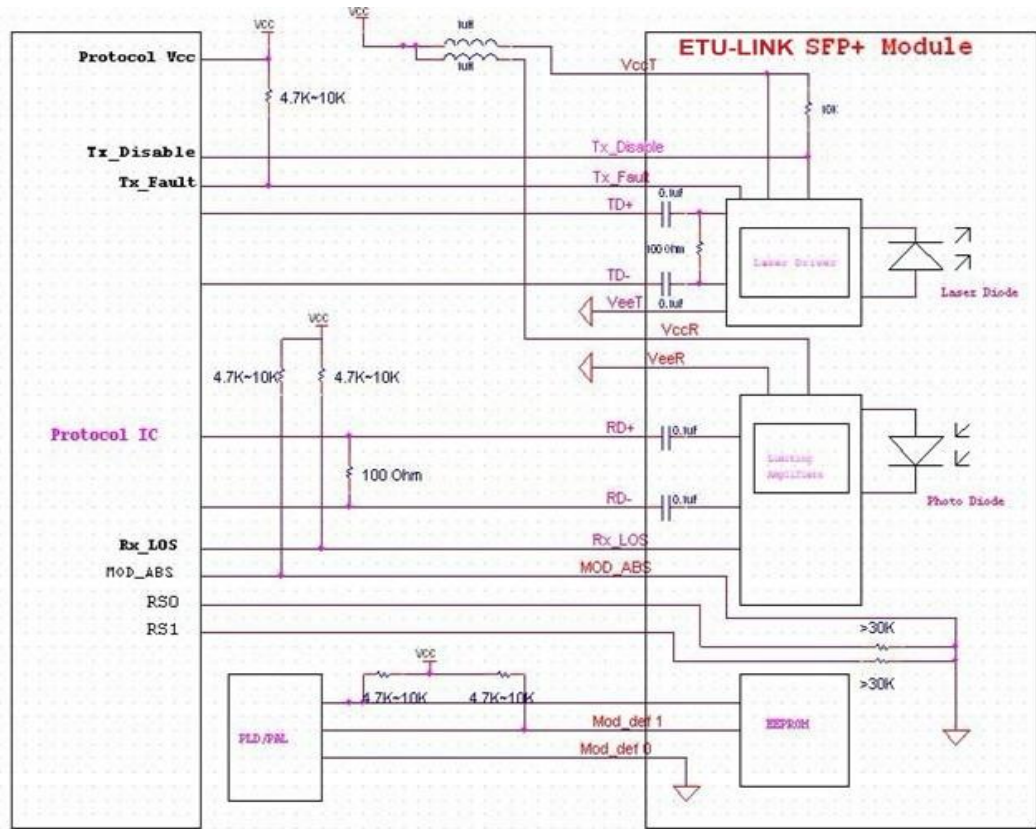 VCC
1uH
1uH
VCC
ETU-LINK SFP+ Module
Protocol Vcc
VccT
4.7K~10K
10K
Tx_Disable
Tx_Disable
Tx_Fault
Tx_Fault
0.1uf
TD+
100 Ohm
Laser Driver
TD-
0.1uf
Laser Diode
VeeT
VCC
VccR
VeeR
4.7K~10K
4.7K~10K
Protocol IC
RD+
0.1uf
Limiting
Amplifiers
100 Ohm
RD-
0.1uf
Photo Diode
Rx_LOS
Rx_LOS
MOD_ABS
MOD_ABS
RS0
RS1
>30K
VCC
>30K
4.7K~10K
4.7K~10K
PLD/PAL
Mod_def 1
EEPROM
Mod_def 0